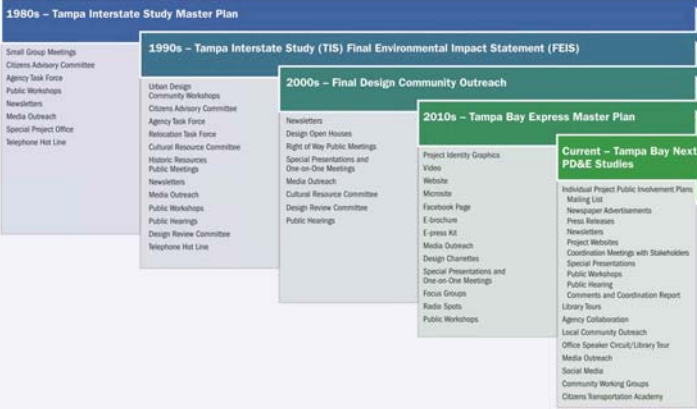 1980s – Tampa Interstate Study Master Plan
Small Group Meetings
Citizens Advisory Committee
Agency Task Force
Public Workshops
Newsletters
Media Outreach
Special Project Office
Telephone Hot Line
1990s – Tampa Interstate Study (TIS) Final Environmental Impact Statement (FEIS)
Urban Design
Community Workshops
Citizens Advisory Committee
Agency Task Force
Relocation Task Force
Cultural Resource Committee
Historic Resources
Public Meetings
Newsletters
Media Outreach
Public Workshops
Public Hearings
Design Review Committee
Telephone Hot Line
2000s – Final Design Community Outreach
Newsletters
Design Open Houses
Right of Way Public Meetings
Special Presentations and
One-on-One Meetings
Media Outreach
Cultural Resource Committee
Design Review Committee
Public Hearings
2010s – Tampa Bay Express Master Plan
Project Identity Graphics
Video
Website
Microsite
Facebook Page
E-brochure
E-press Kit
Media Outreach
Design Charettes
Special Presentations and
One-on-One Meetings
Focus Groups
Radio Spots
Public Workshops
Current – Tampa Bay Next
PD&E Studies
Individual Project Public Involvement Plans
Mailing List
Newspaper Advertisements
Press Releases
Newsletters
Project Websites
Coordination Meetings with Stakeholders
Special Presentations
Public Workshops
Public Hearing
Comments and Coordination Report
Library Tours
Agency Collaboration
Local Community Outreach
Office Speaker Circuit/Library Tour
Media Outreach
Social Media
Community Working Groups
Citizens Transportation Academy